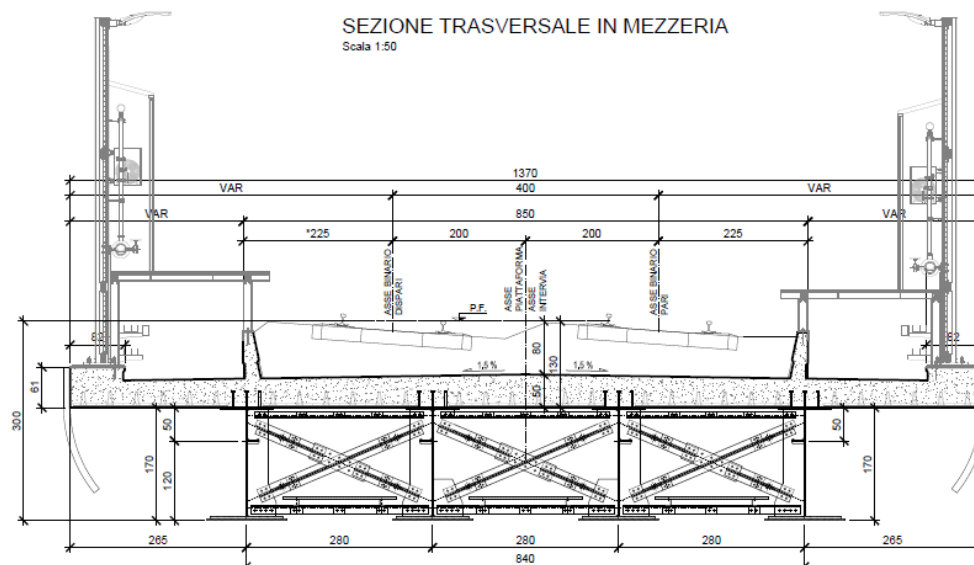 SEZIONE TRASVERSALE IN MEZZERIA
Scala 1:50
1370
VAR 400 VAR
VAR 850 VAR
*225 200 200 225
ASSE BINARIO
DISPARI
ASSE
PIATTAFORMA
ASSE
INTERVIA
ASSE BINARIO
PARI
P.F.
82
80
130
1,5 % 1,5 %
61
50
300
50
170
120
50
170
265 280 280 280 265
840